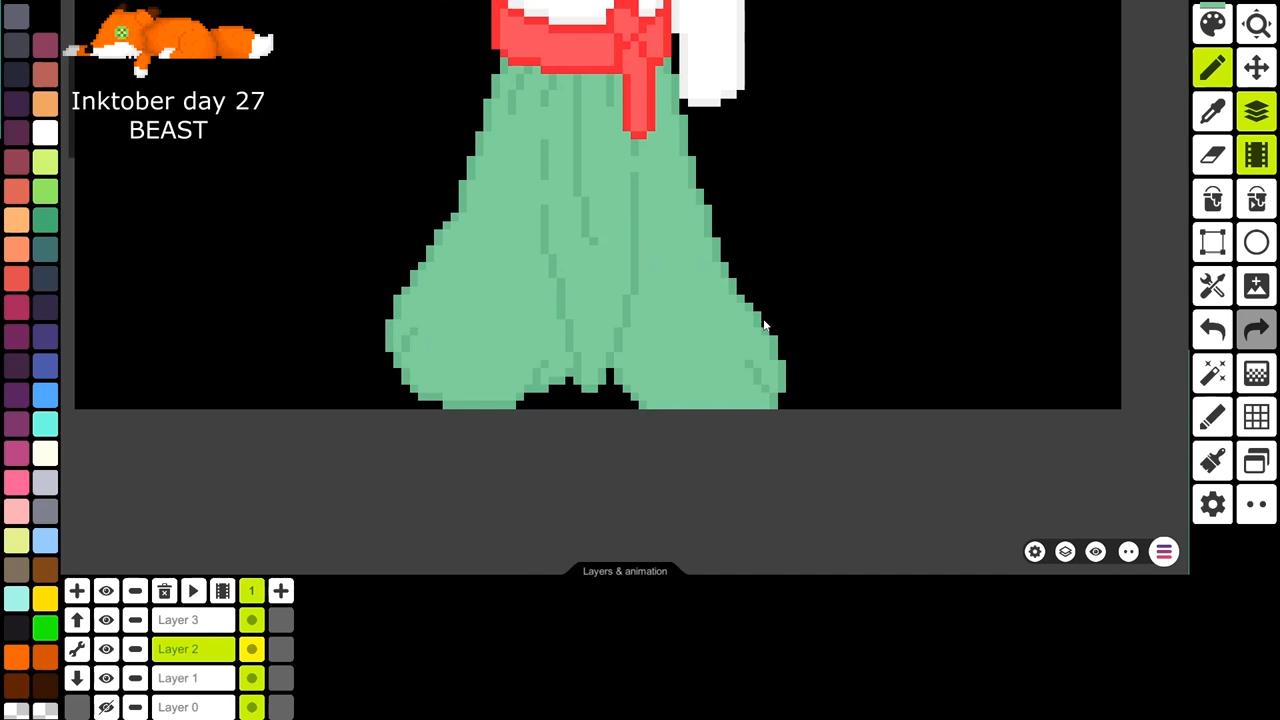 Inktober day 27
BEAST
Layers & animation
1
Layer 3
Layer 2
Layer 1
Layer 0